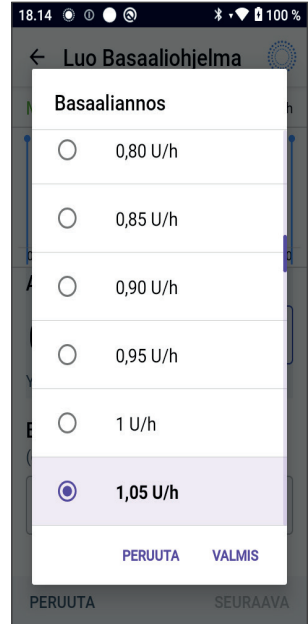 18.14 100 %
Luo Basaaliohjelma
Basaaliannos
0,80 U/h
0,85 U/h
0,90 U/h
0,95 U/h
1 U/h
1,05 U/h
PERUUTA VALMIS
PERUUTA SEURAAVA